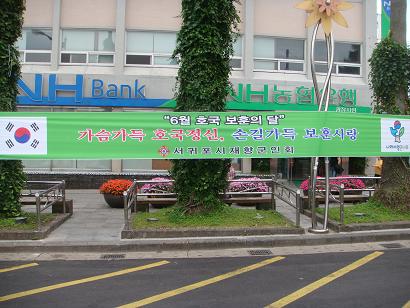 NH Bank
NH농협은행
"6월 호국 보훈의 달"
가슴가득 호국정신, 손길가득 보훈사랑
서귀포시재향군인회